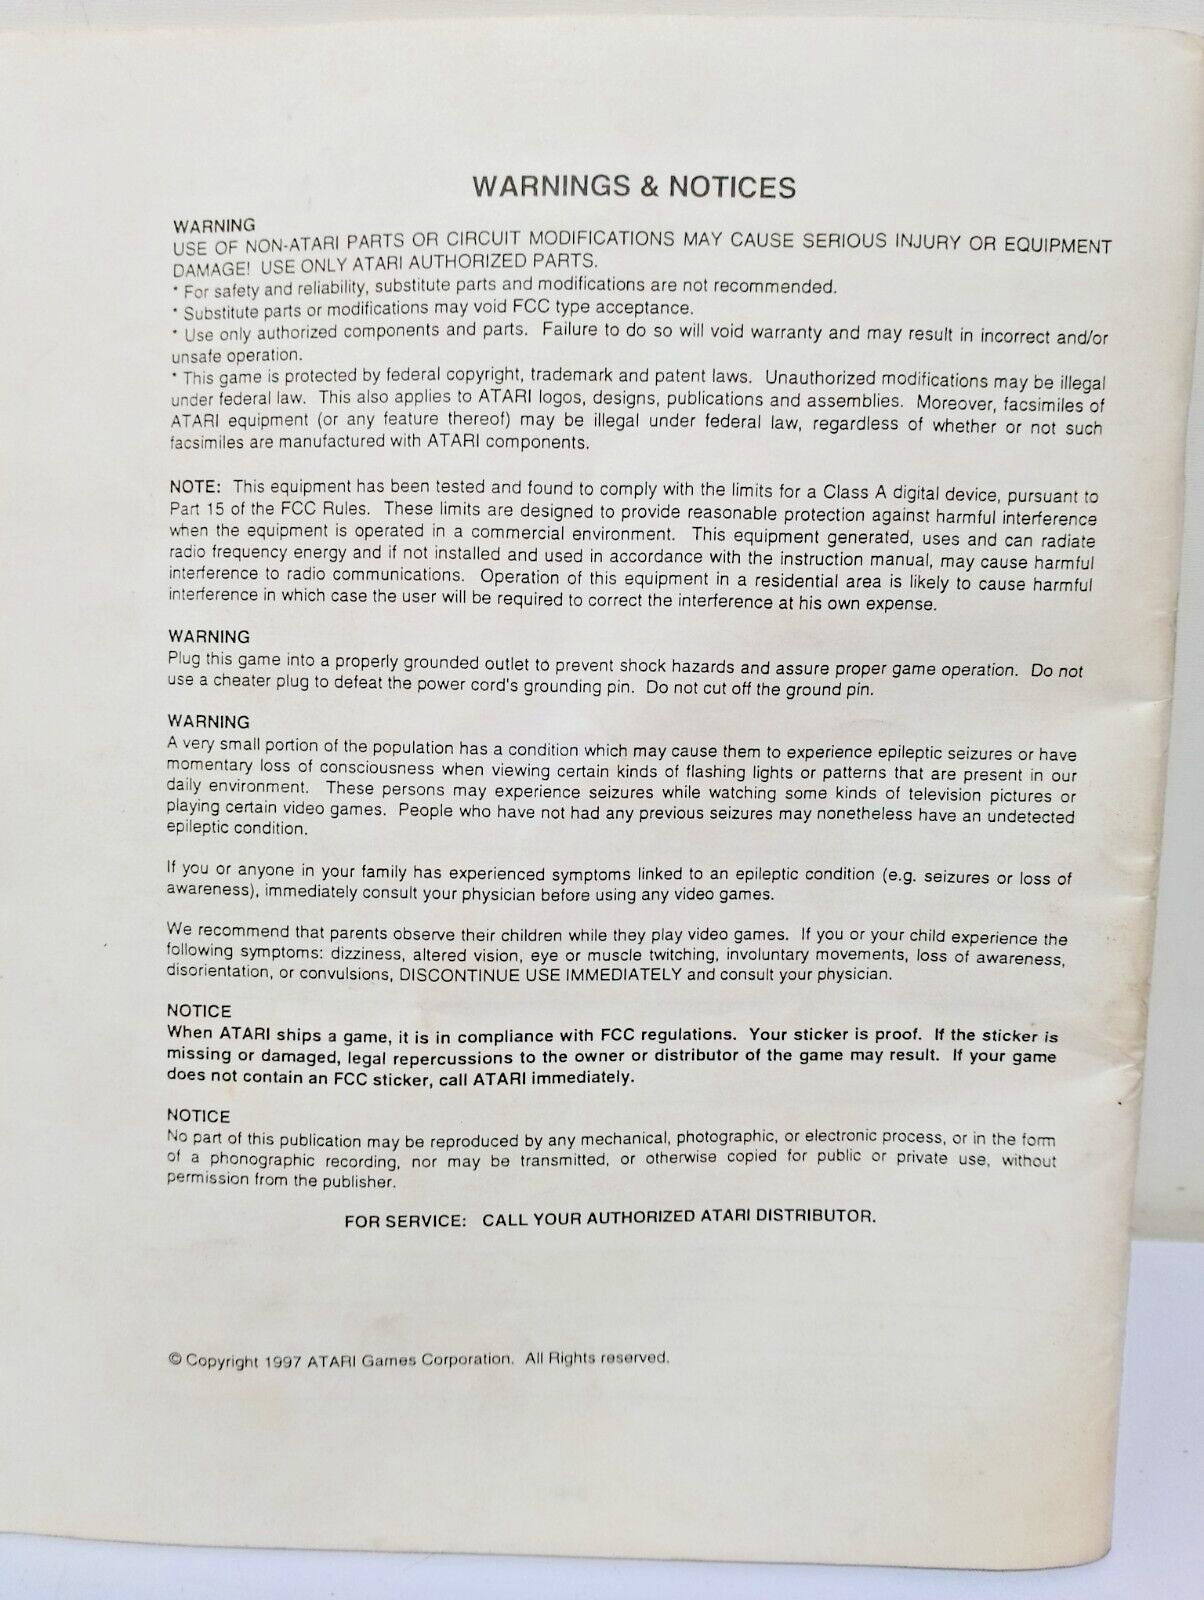 WARNINGS & NOTICES
WARNING
USE OF NON-ATARI PARTS OR CIRCUIT MODIFICATIONS MAY CAUSE SERIOUS INJURY OR EQUIPMENT
DAMAGE! USE ONLY ATARI AUTHORIZED PARTS.
* For safety and reliability, substitute parts and modifications are not recommended.
* Substitute parts or modifications may void FCC type acceptance.
* Use only authorized components and parts. Failure to do so will void warranty and may result in incorrect and/or
unsafe operation.
* This game is protected by federal copyright, trademark and patent laws. Unauthorized modifications may be illegal
under federal law. This also applies to ATARI logos, designs, publications and assemblies. Moreover, facsimiles of
ATARI equipment (or any feature thereof) may be illegal under federal law, regardless of whether or not such
facsimiles are manufactured with ATARI components.
NOTE: This equipment has been tested and found to comply with the limits for a Class A digital device, pursuant to
Part 15 of the FCC Rules. These limits are designed to provide reasonable protection against harmful interference
when the equipment is operated in a commercial environment. This equipment generated, uses and can radiate
radio frequency energy and if not installed and used in accordance with the instruction manual, may cause harmful
interference to radio communications. Operation of this equipment in a residential area is likely to cause harmful
interference in which case the user will be required to correct the interference at his own expense.
WARNING
Plug this game into a properly grounded outlet to prevent shock hazards and assure proper game operation. Do not
use a cheater plug to defeat the power cord's grounding pin. Do not cut off the ground pin.
WARNING
A very small portion of the population has a condition which may cause them to experience epileptic seizures or have
momentary loss of consciousness when viewing certain kinds of flashing lights or patterns that are present in our
daily environment. These persons may experience seizures while watching some kinds of television pictures or
playing certain video games. People who have not had any previous seizures may nonetheless have an undetected
epileptic condition.
If you or anyone in your family has experienced symptoms linked to an epileptic condition (e.g. seizures or loss of
awareness), immediately consult your physician before using any video games.
We recommend that parents observe their children while they play video games. If you or your child experience the
following symptoms: dizziness, altered vision, eye or muscle twitching, involuntary movements, loss of awareness,
disorientation, or convulsions, DISCONTINUE USE IMMEDIATELY and consult your physician.
NOTICE
When ATARI ships a game, it is in compliance with FCC regulations. Your sticker is proof. If the sticker is
missing or damaged, legal repercussions to the owner or distributor of the game may result. If your game
does not contain an FCC sticker, call ATARI immediately.
NOTICE
No part of this publication may be reproduced by any mechanical, photographic, or electronic process, or in the form
of a phonographic recording, nor may be transmitted, or otherwise copied for public or private use, without
permission from the publisher.
FOR SERVICE: CALL YOUR AUTHORIZED ATARI DISTRIBUTOR.
© Copyright 1997 ATARI Games Corporation. All Rights reserved.